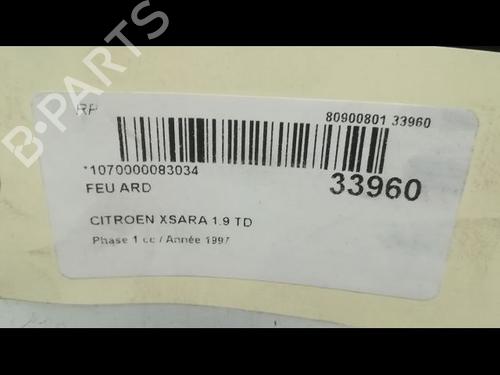 RP
80900801 33960
*1070000083034
33960
FEU ARD
CITROEN XSARA 1.9 TD
Phase 1 cc / Année 1997
B-PARTS